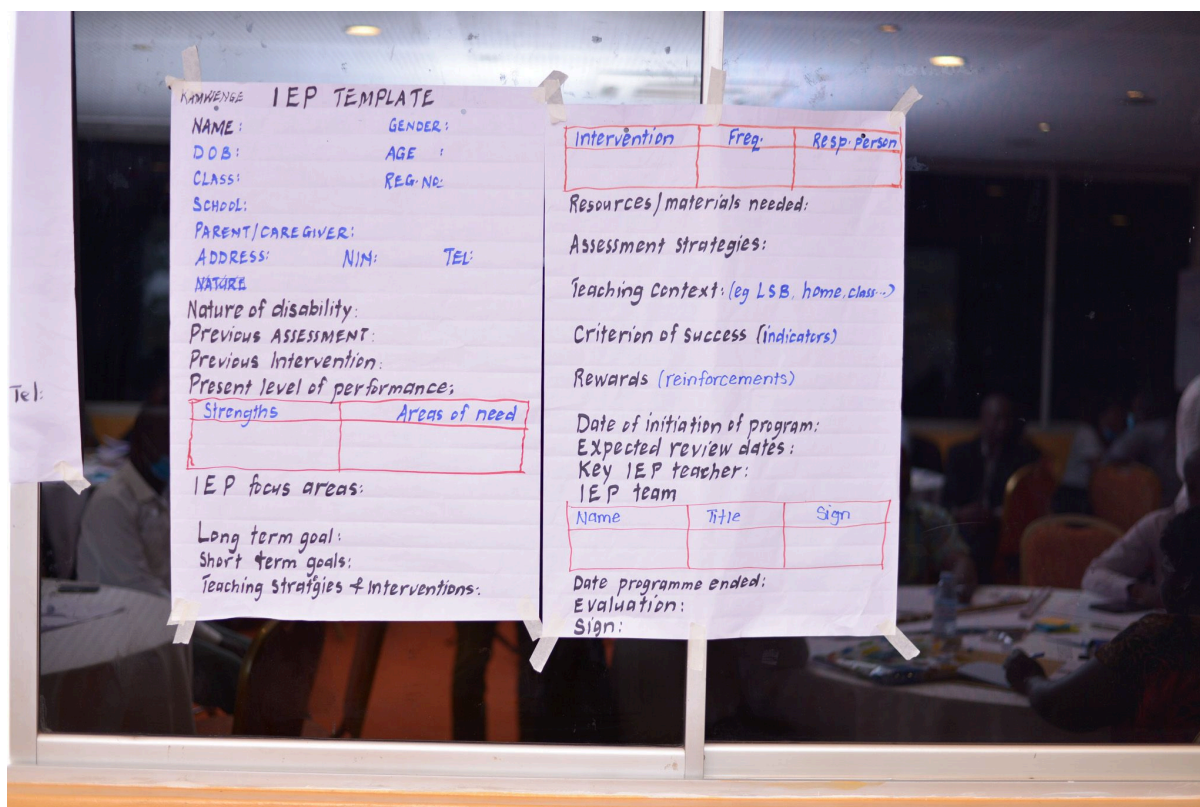 Tel:
KAMWENGE IEP TEMPLATE
NAME: GENDER:
DOB: AGE :
CLASS: REG.NO:
SCHOOL:
PARENT/CAREGIVER:
ADDRESS: NIN: TEL:
NATURE
Nature of disability:
Previous ASSESSMENT:
Previous Intervention:
Present level of performance:
Strengths Areas of need
IEP focus areas:
Long term goal:
Short term goals:
Teaching stratgies & Interventions:
Intervention Freq. Resp. person
Resources/materials needed:
Assessment strategies:
Teaching Context: (eg LSB, home, class...)
Criterion of success (indicators)
Rewards (reinforcements)
Date of initiation of program:
Expected review dates:
Key IEP teacher:
IEP team
Name Title Sign
Date programme ended:
Evaluation:
Sign: